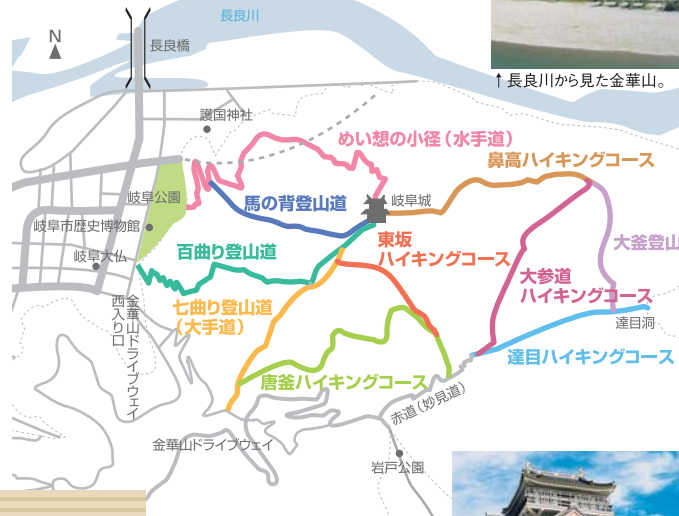 長良川
N
長良橋
↑長良川から見た金華山。
護国神社
めい想の小径（水手道）
鼻高ハイキングコース
岐阜公園
馬の背登山道
岐阜城
岐阜市歴史博物館
東坂
ハイキングコース
百曲り登山道
大釜登山
岐阜大仏
大参道
ハイキングコース
七曲り登山道
（大手道）
金華山ドライブウェイ
西入り口
達目洞
達目ハイキングコース
唐釜ハイキングコース
赤道（妙見道）
金華山ドライブウェイ
岩戸公園